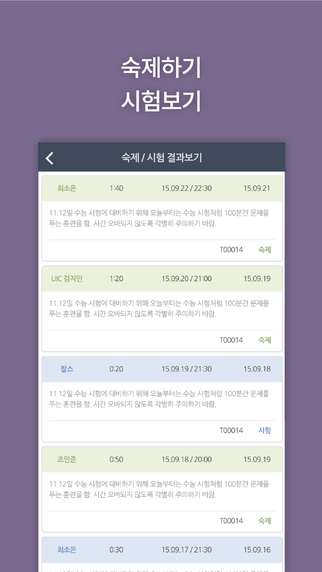 숙제하기
시험보기
숙제 / 시험 결과보기
최소은 1:40 15.09.22 / 22:30 15.09.21
11.12일 수능 시험에 대비하기 위해 오늘부터는 수능 시험처럼 100분간 문제를
푸는 훈련을 함. 시간 오바되지 않도록 각별히 주의하기 바람.
T00014 숙제
UIC 김지민 1:20 15.09.20 / 21:00 15.09.19
11.12일 수능 시험에 대비하기 위해 오늘부터는 수능 시험처럼 100분간 문제를
푸는 훈련을 함. 시간 오바되지 않도록 각별히 주의하기 바람.
T00014 숙제
찰스 0:20 15.09.19 / 21:30 15.09.18
11.12일 수능 시험에 대비하기 위해 오늘부터는 수능 시험처럼 100분간 문제를
푸는 훈련을 함. 시간 오바되지 않도록 각별히 주의하기 바람.
T00014 시험
조민준 0:50 15.09.18 / 20:00 15.09.19
11.12일 수능 시험에 대비하기 위해 오늘부터는 수능 시험처럼 100분간 문제를
푸는 훈련을 함. 시간 오바되지 않도록 각별히 주의하기 바람.
T00014 숙제
최소은 0:30 15.09.17 / 21:30 15.09.16